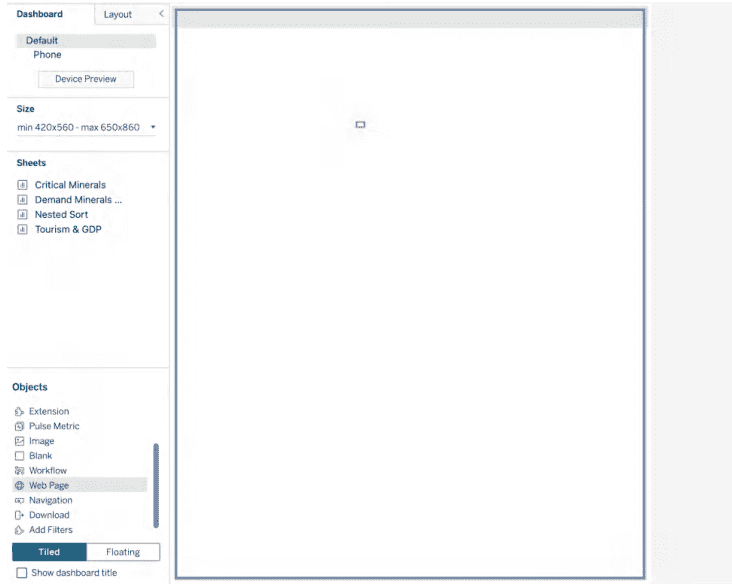 Dashboard
Layout
<
Default
Phone
Device Preview
Size
min 420x560 - max 650x860
Sheets
Critical Minerals
Demand Minerals ...
Nested Sort
Tourism & GDP
Objects
Extension
Pulse Metric
Image
Blank
Workflow
Web Page
Navigation
Download
Add Filters
Tiled
Floating
Show dashboard title